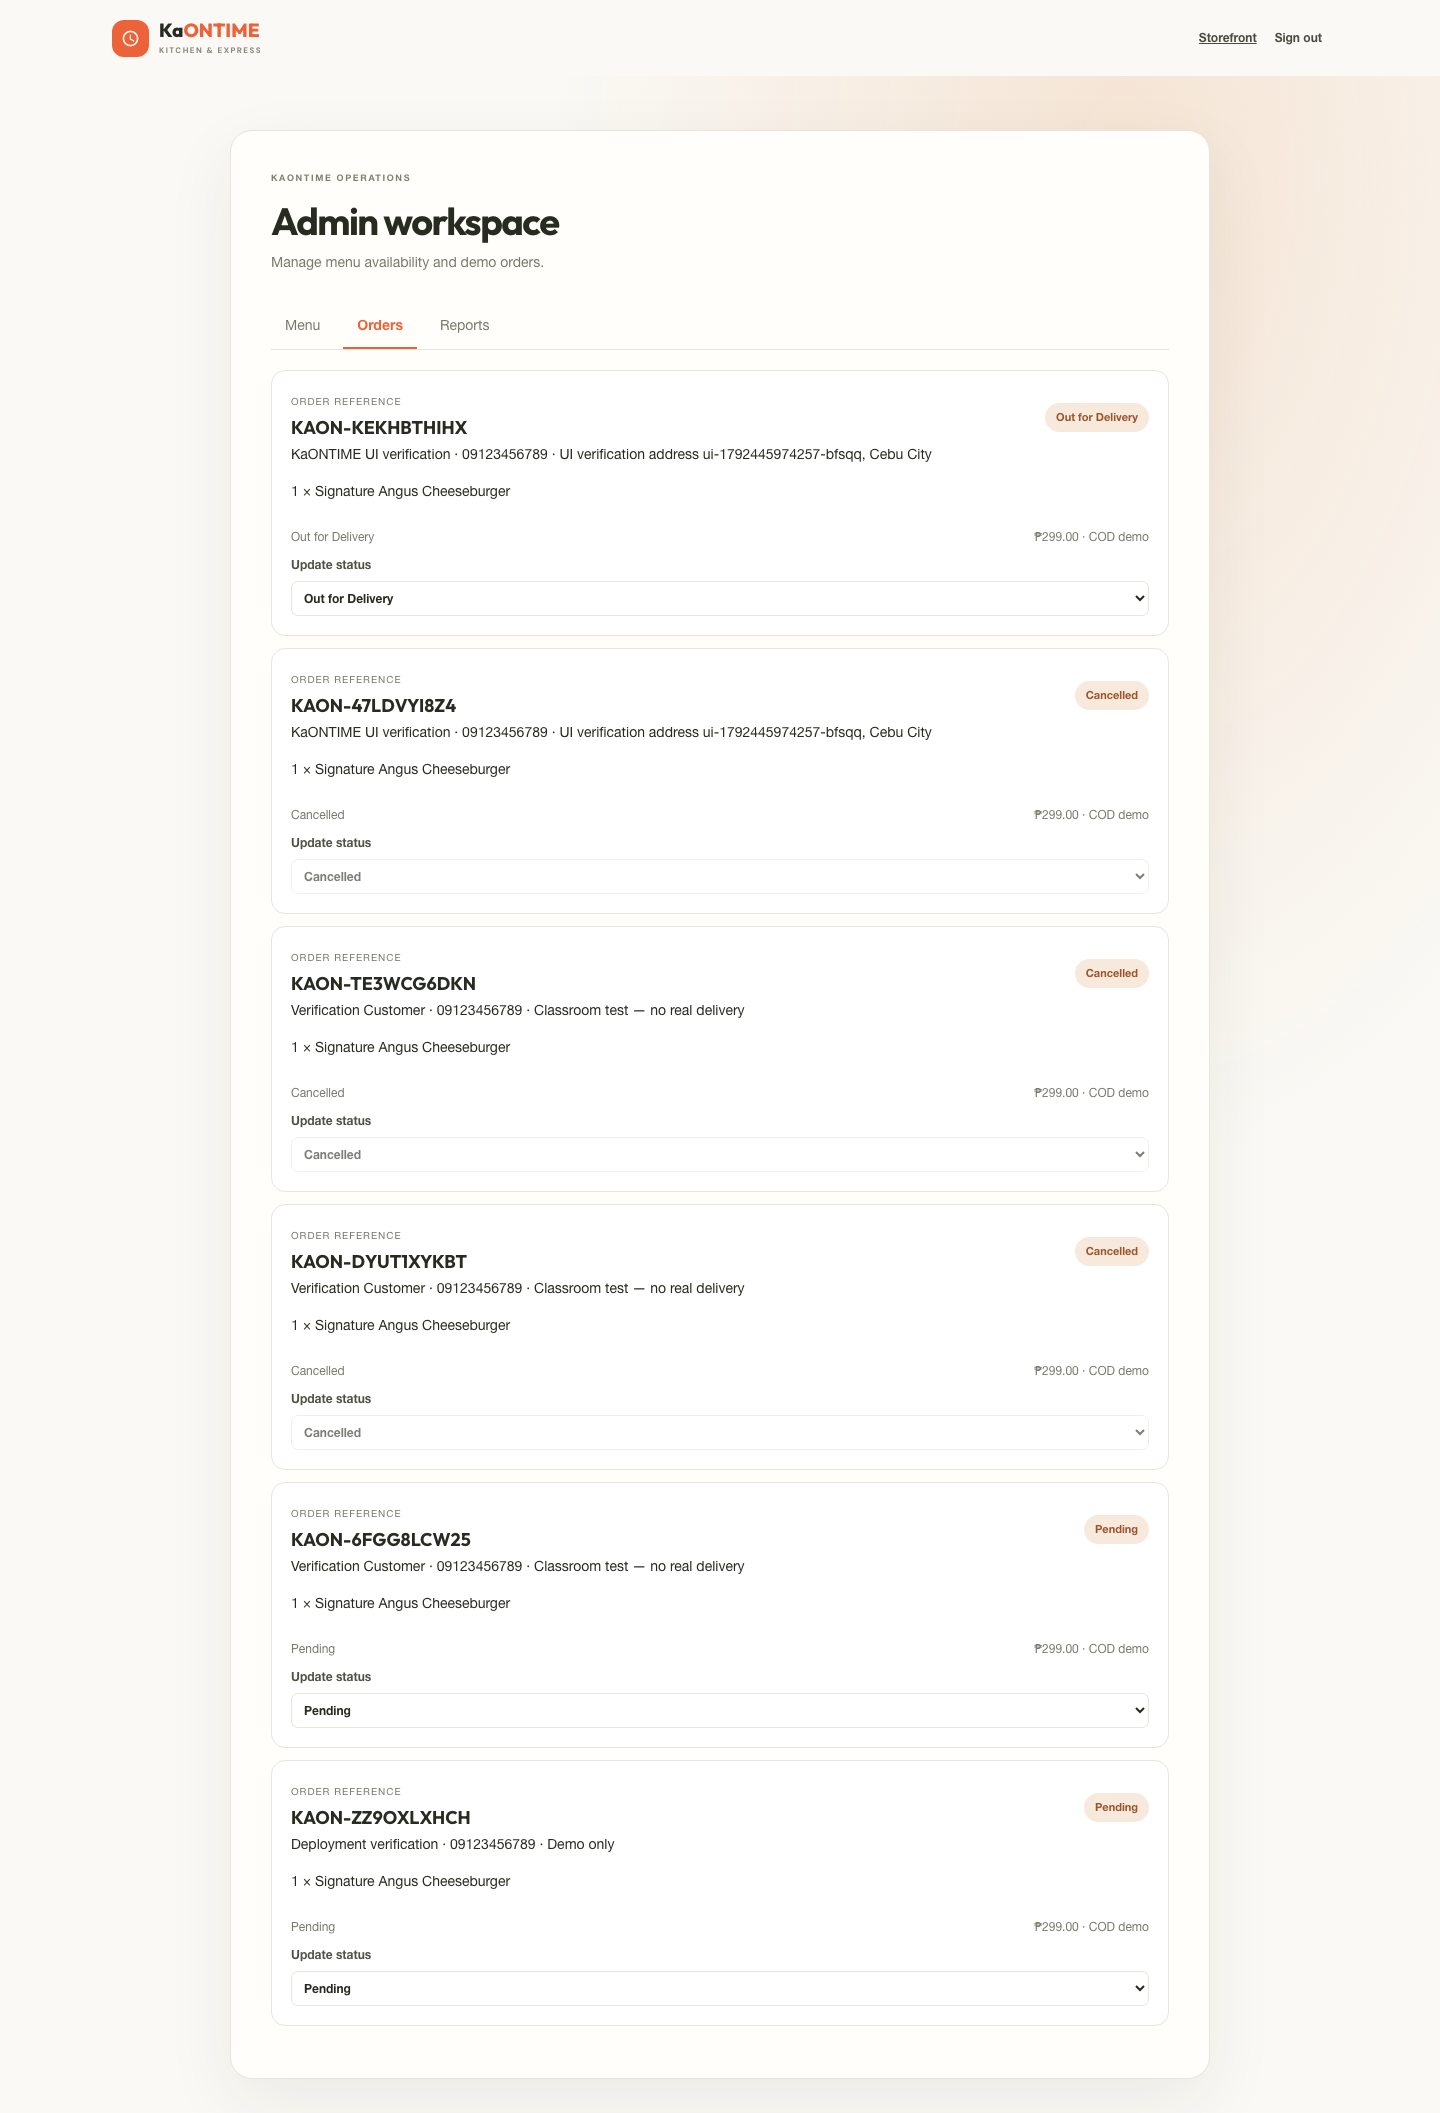 KaONTIME
KITCHEN & EXPRESS
Storefront Sign out
KAONTIME OPERATIONS
Admin workspace
Manage menu availability and demo orders.
Menu Orders Reports
ORDER REFERENCE
Out for Delivery
KAON-KEKHBTHIHX
KaONTIME UI verification · 09123456789 · UI verification address ui-1792445974257-bfsqq, Cebu City
1 × Signature Angus Cheeseburger
Out for Delivery ₱299.00 · COD demo
Update status
Out for Delivery
ORDER REFERENCE
Cancelled
KAON-47LDVYI8Z4
KaONTIME UI verification · 09123456789 · UI verification address ui-1792445974257-bfsqq, Cebu City
1 × Signature Angus Cheeseburger
Cancelled ₱299.00 · COD demo
Update status
Cancelled
ORDER REFERENCE
Cancelled
KAON-TE3WCG6DKN
Verification Customer · 09123456789 · Classroom test — no real delivery
1 × Signature Angus Cheeseburger
Cancelled ₱299.00 · COD demo
Update status
Cancelled
ORDER REFERENCE
Cancelled
KAON-DYUT1XYKBT
Verification Customer · 09123456789 · Classroom test — no real delivery
1 × Signature Angus Cheeseburger
Cancelled ₱299.00 · COD demo
Update status
Cancelled
ORDER REFERENCE
Pending
KAON-6FGG8LCW25
Verification Customer · 09123456789 · Classroom test — no real delivery
1 × Signature Angus Cheeseburger
Pending ₱299.00 · COD demo
Update status
Pending
ORDER REFERENCE
Pending
KAON-ZZ9OXLXHCH
Deployment verification · 09123456789 · Demo only
1 × Signature Angus Cheeseburger
Pending ₱299.00 · COD demo
Update status
Pending